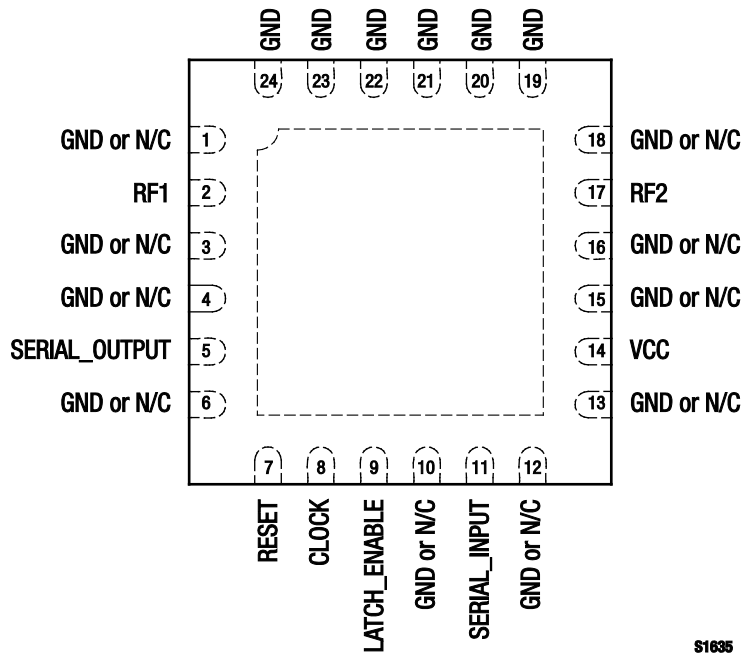 GND GND GND GND GND GND
24 23 22 21 20 19
GND or N/C 1 18 GND or N/C
RF1 2 17 RF2
GND or N/C 3 16 GND or N/C
GND or N/C 4 15 GND or N/C
SERIAL_OUTPUT 5 14 VCC
GND or N/C 6 13 GND or N/C
7 8 9 10 11 12
RESET
CLOCK
LATCH_ENABLE
GND or N/C
SERIAL_INPUT
GND or N/C
S1635